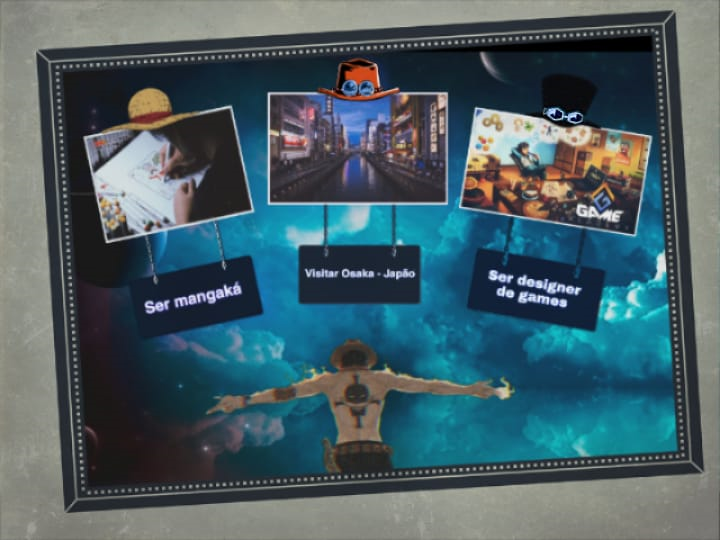 Ser mangaká
Visitar Osaka - Japão
Ser designer
de games
GAME